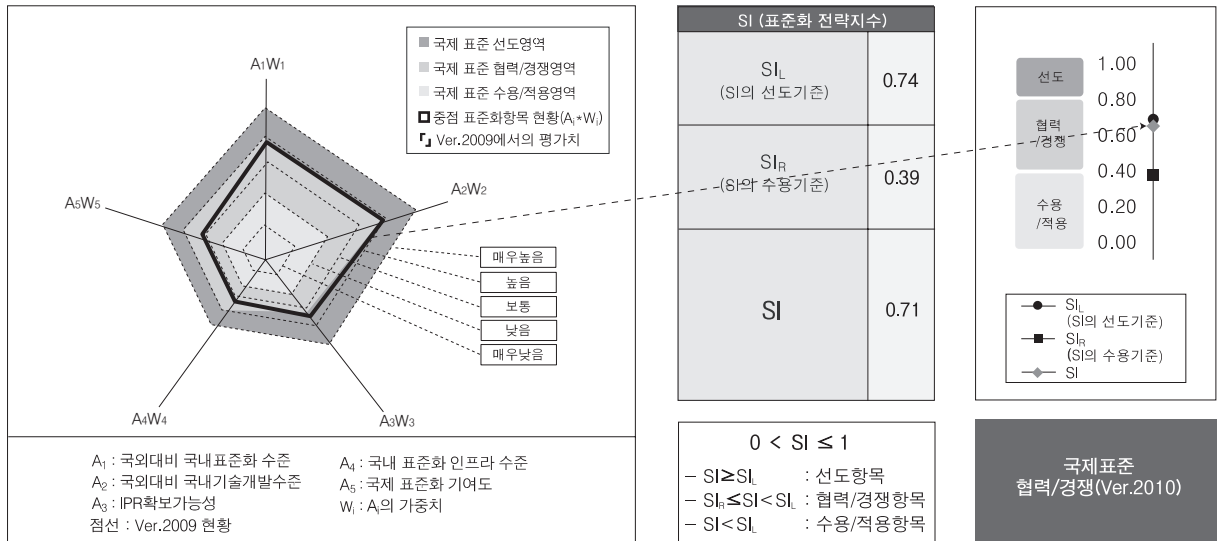 국제 표준 선도영역
국제 표준 협력/경쟁영역
국제 표준 수용/적용영역
중점 표준화항목 현황(Aᵢ*Wᵢ)
Ver.2009에서의 평가치
A₁W₁
A₂W₂
A₅W₅
A₄W₄
A₃W₃
매우높음
높음
보통
낮음
매우낮음
A₁ : 국외대비 국내표준화 수준
A₂ : 국외대비 국내기술개발수준
A₃ : IPR확보가능성
점선 : Ver.2009 현황
A₄ : 국내 표준화 인프라 수준
A₅ : 국제 표준화 기여도
Wᵢ : Aᵢ의 가중치
SI (표준화 전략지수)
SI_L
(SI의 선도기준)
0.74
SI_R
(SI의 수용기준)
0.39
SI
0.71
0 < SI ≤ 1
– SI≥SI_L : 선도항목
– SI_R≤SI<SI_L : 협력/경쟁항목
– SI<SI_L : 수용/적용항목
선도
협력
/경쟁
수용
/적용
1.00
0.80
0.60
0.40
0.20
0.00
SI_L
(SI의 선도기준)
SI_R
(SI의 수용기준)
SI
국제표준
협력/경쟁(Ver.2010)